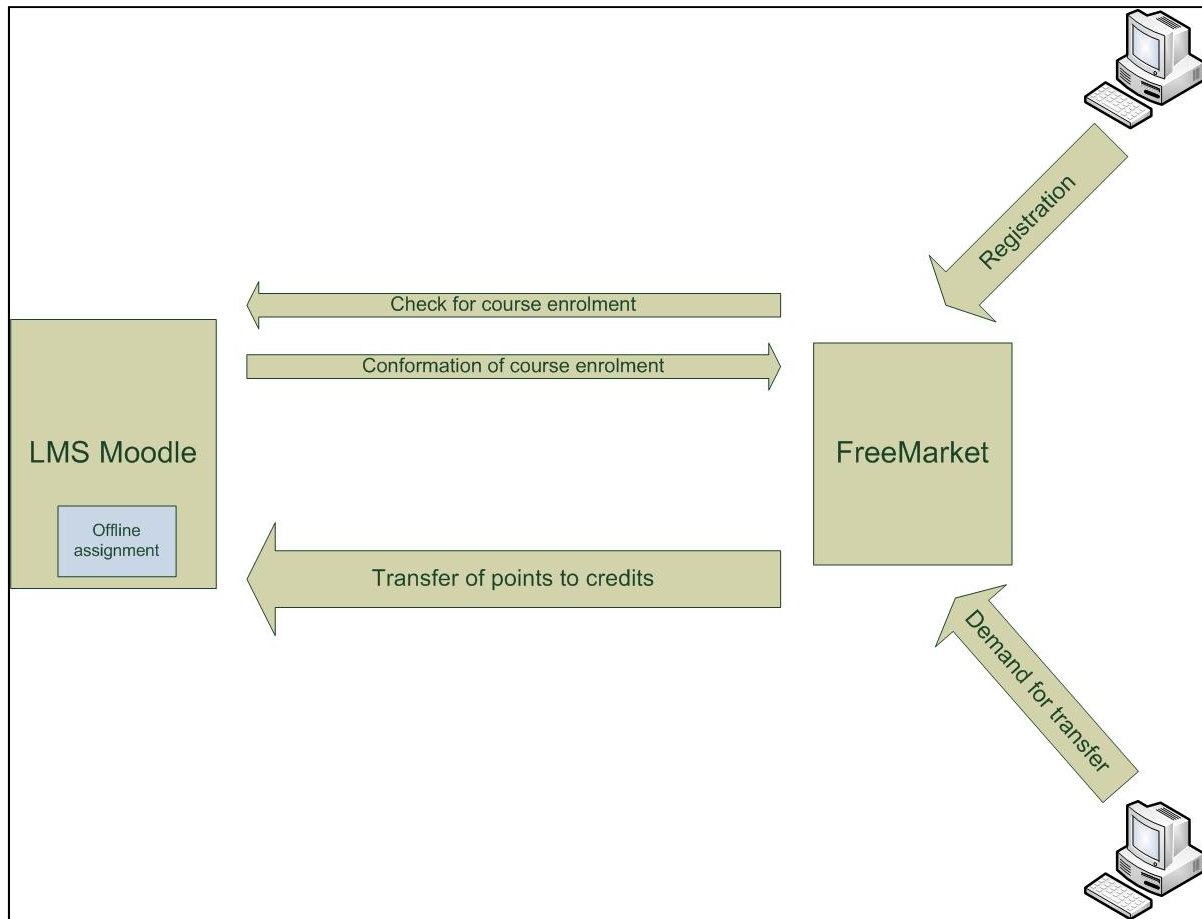 Registration
Check for course enrolment
Conformation of course enrolment
LMS Moodle
FreeMarket
Offline
assignment
Transfer of points to credits
Demand for transfer